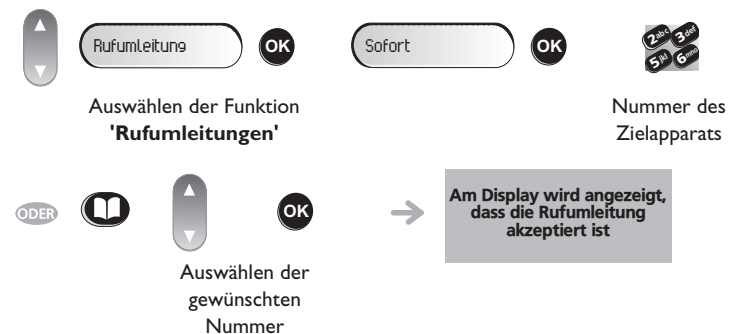 Rufumleitung OK Sofort OK 2abc 3def
5jkl 6mno
Auswählen der Funktion
'Rufumleitungen'
Nummer des
Zielapparats
ODER OK
Am Display wird angezeigt,
dass die Rufumleitung
akzeptiert ist
Auswählen der
gewünschten
Nummer